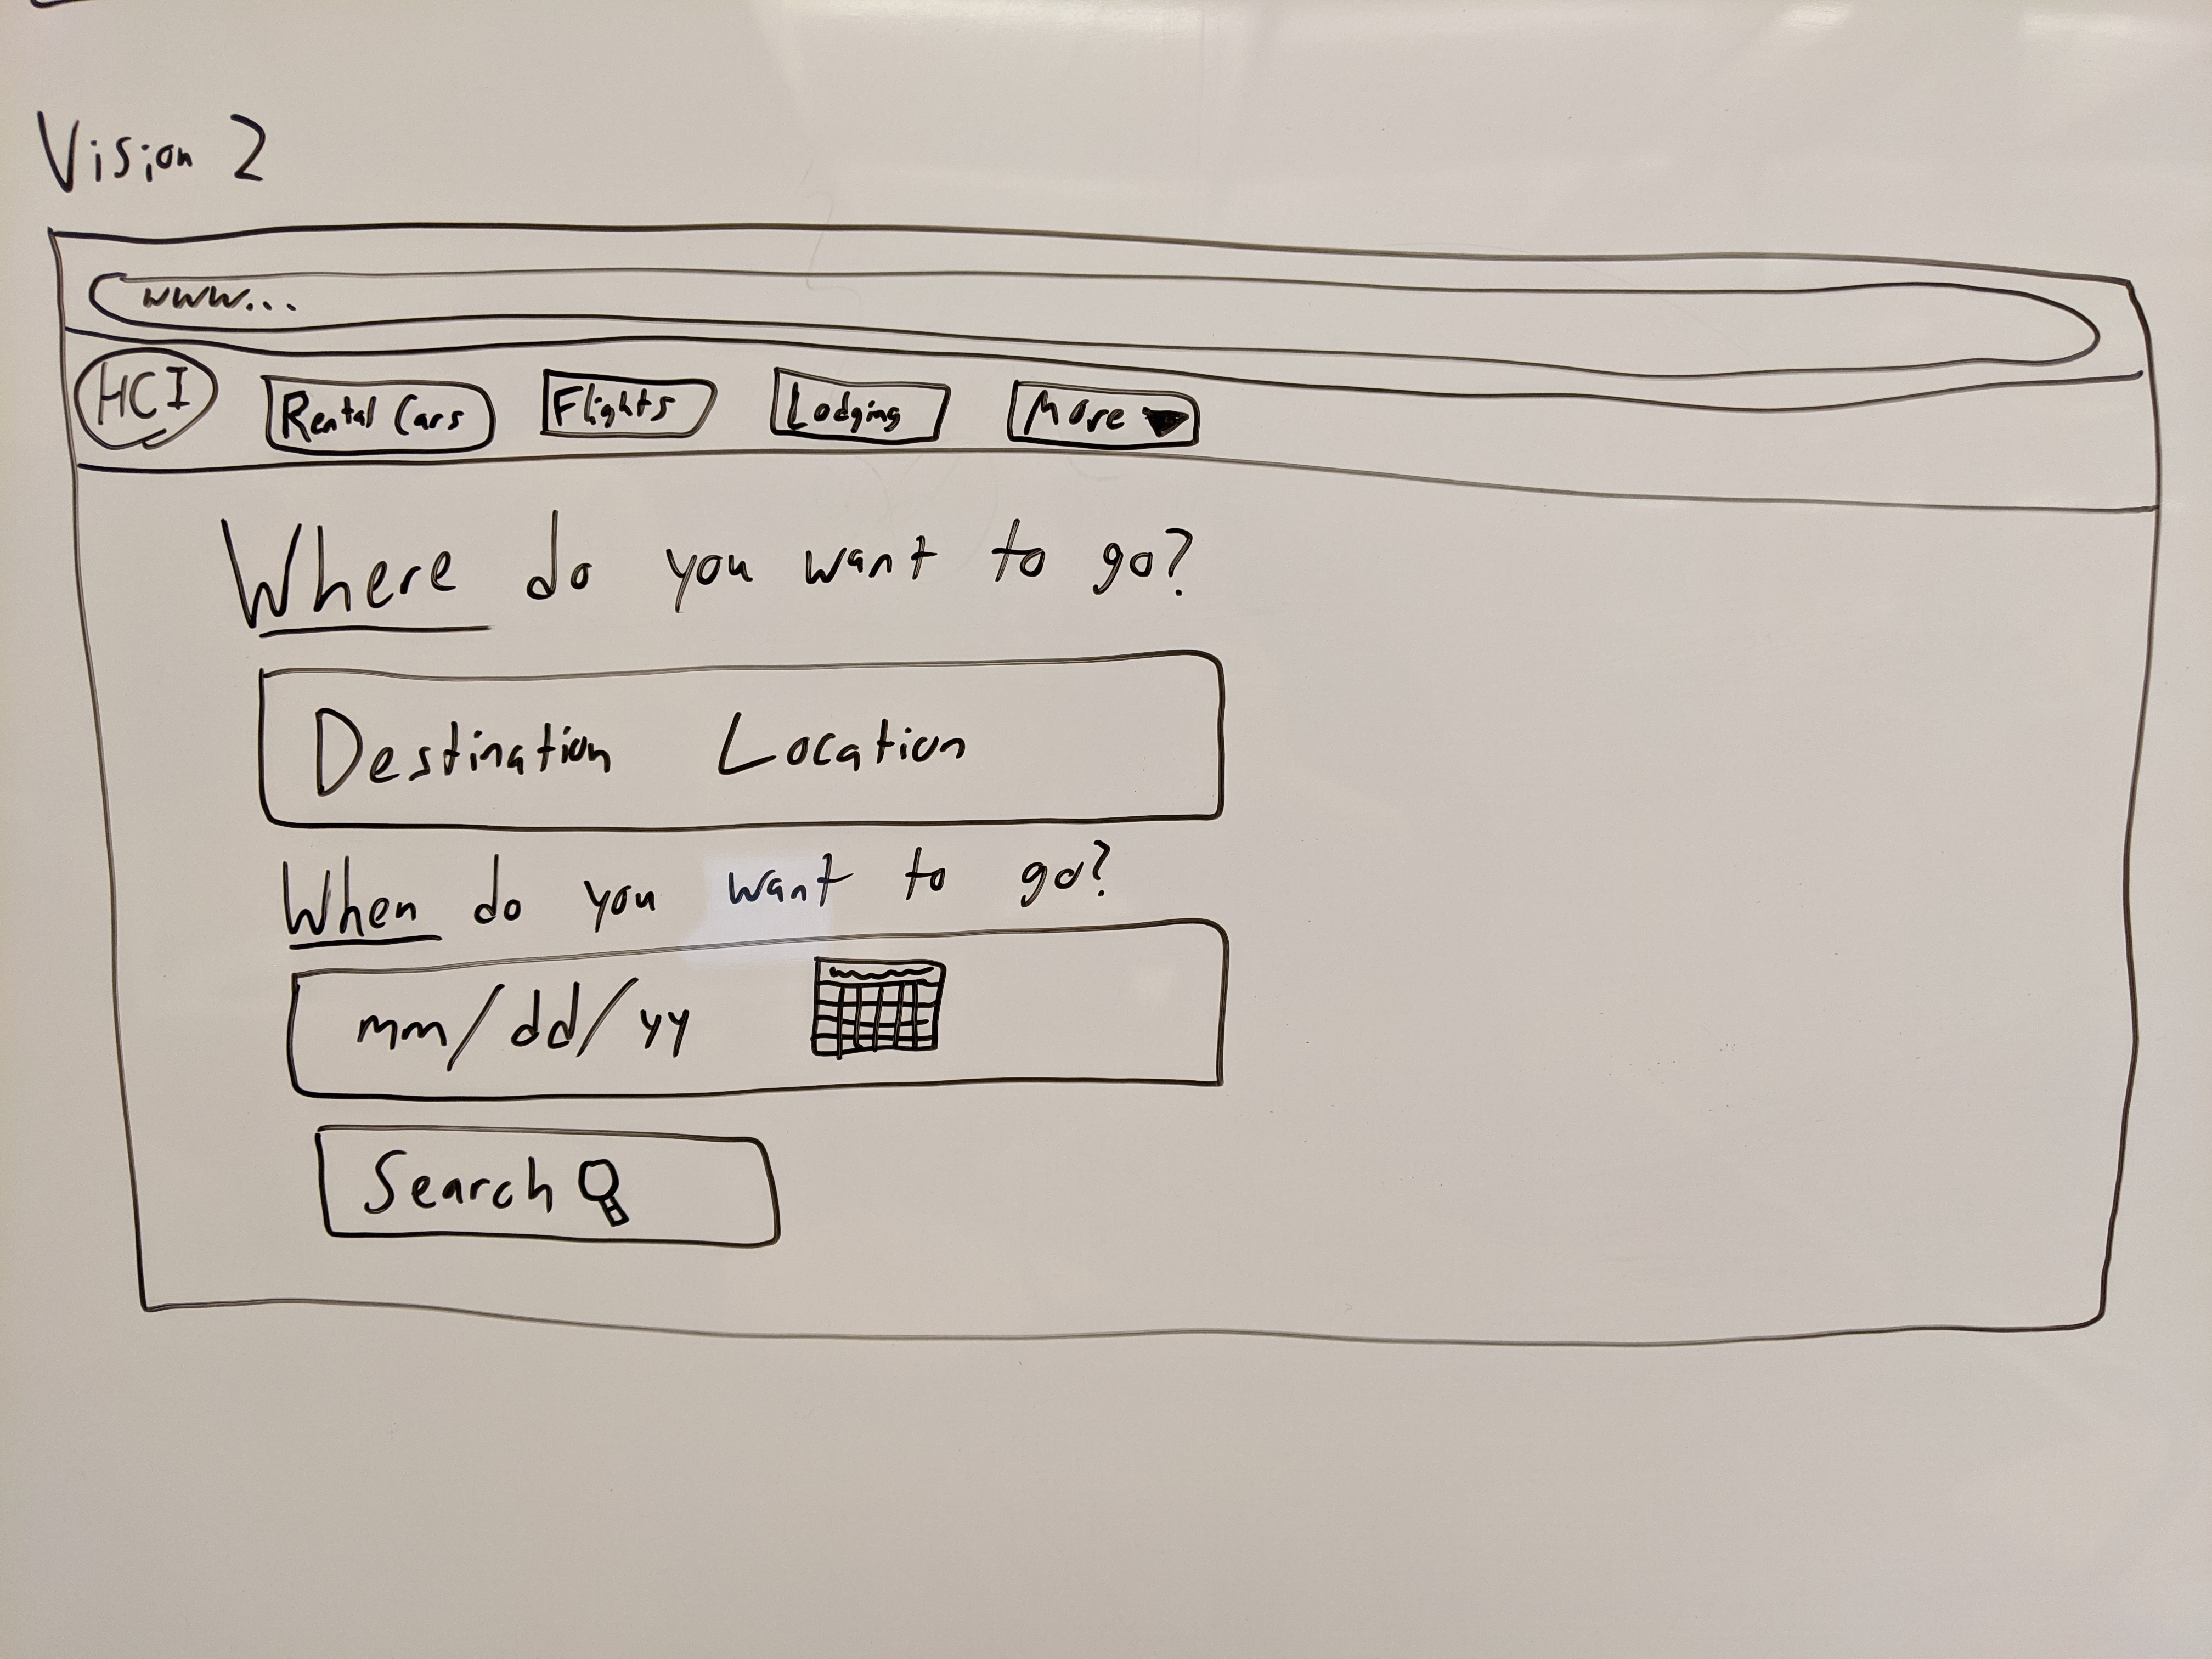 Vision 2
www...
HCI Rental Cars Flights Lodging More
Where do you want to go?
Destination Location
When do you want to go?
mm/dd/yy
Search